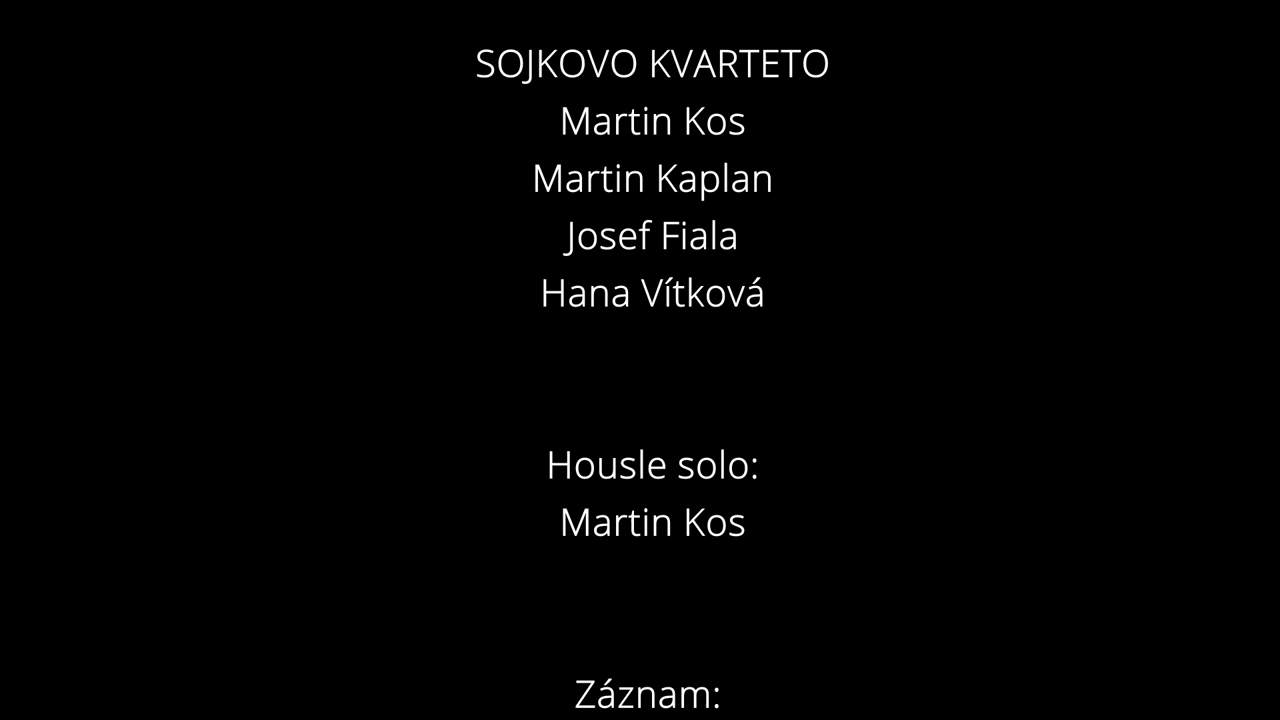 SOJKOVO KVARTETO
Martin Kos
Martin Kaplan
Josef Fiala
Hana Vítková
Housle solo:
Martin Kos
Záznam: